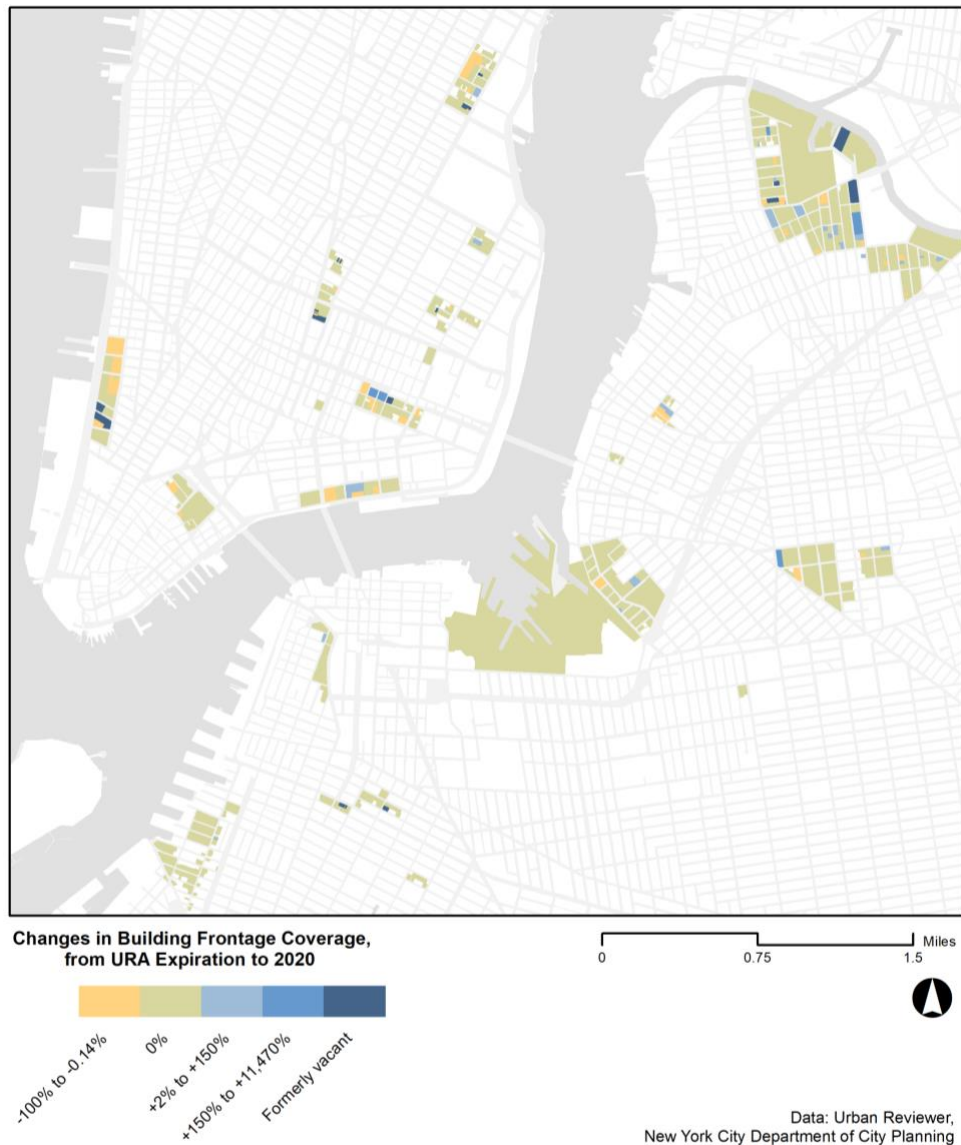 Changes in Building Frontage Coverage,
from URA Expiration to 2020
-100% to -0.14%
0%
+2% to +150%
+150% to +11,470%
Formerly vacant
Miles
0
0.75
1.5
Data: Urban Reviewer,
New York City Department of City Planning